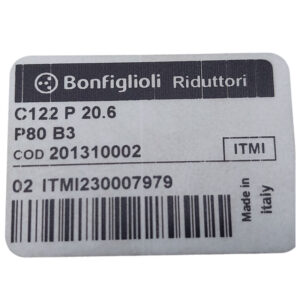 Bonfiglioli Riduttori
C122 P 20.6
P80 B3
COD 201310002
ITMI
02 ITMI230007979
Made in
italy